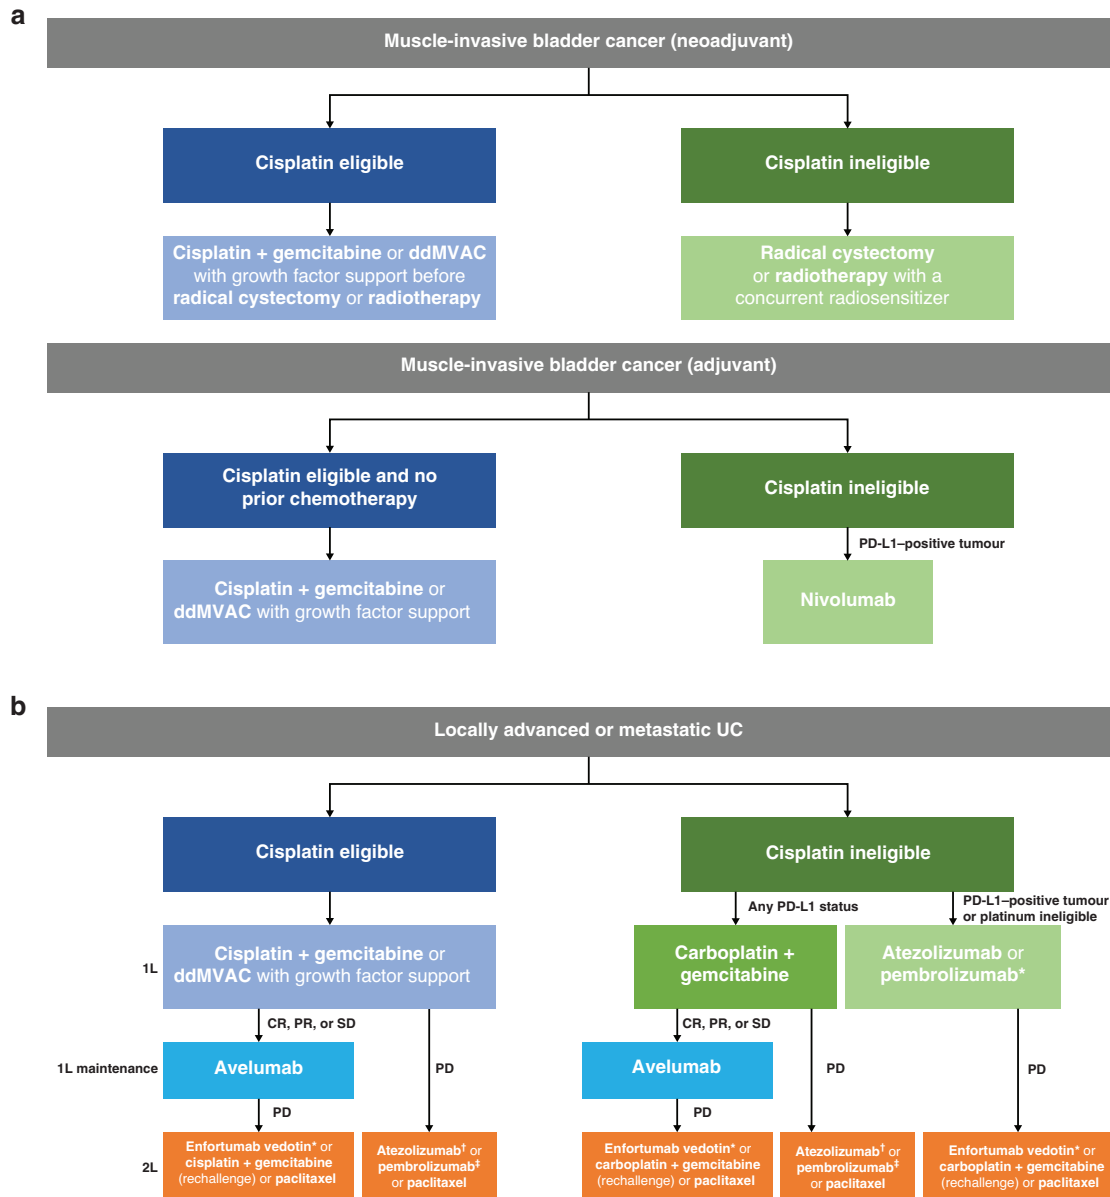 a
Muscle-invasive bladder cancer (neoadjuvant)
Cisplatin eligible
Cisplatin ineligible
Cisplatin + gemcitabine or ddMVAC
with growth factor support before
radical cystectomy or radiotherapy
Radical cystectomy
or radiotherapy with a
concurrent radiosensitizer
Muscle-invasive bladder cancer (adjuvant)
Cisplatin eligible and no
prior chemotherapy
Cisplatin ineligible
PD-L1–positive tumour
Cisplatin + gemcitabine or
ddMVAC with growth factor support
Nivolumab
b
Locally advanced or metastatic UC
Cisplatin eligible
Cisplatin ineligible
Any PD-L1 status
PD-L1–positive tumour
or platinum ineligible
1L
Cisplatin + gemcitabine or
ddMVAC with growth factor support
Carboplatin +
gemcitabine
Atezolizumab or
pembrolizumab*
CR, PR, or SD
PD
CR, PR, or SD
PD
PD
1L maintenance
Avelumab
Avelumab
PD
PD
2L
Enfortumab vedotin* or
cisplatin + gemcitabine
(rechallenge) or paclitaxel
Atezolizumab† or
pembrolizumab‡
or paclitaxel
Enfortumab vedotin* or
carboplatin + gemcitabine
(rechallenge) or paclitaxel
Atezolizumab† or
pembrolizumab‡
or paclitaxel
Enfortumab vedotin* or
carboplatin + gemcitabine
(rechallenge) or paclitaxel